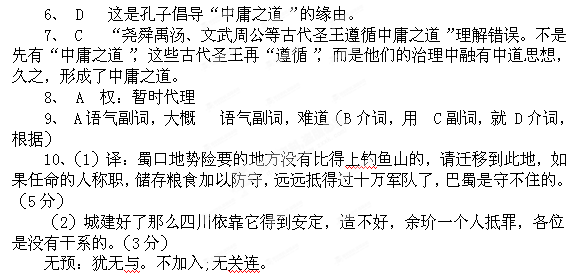 6、 D 这是孔子倡导“中庸之道”的缘由。
7、 C “尧舜禹汤、文武周公等古代圣王遵循中庸之道”理解错误。不是
先有“中庸之道”，这些古代圣王再“遵循”，而是他们的治理中融有中道思想，
久之，形成了中庸之道。
8、 A 权：暂时代理
9、 A语气副词，大概 语气副词，难道（B介词，用 C副词，就 D介词，
根据）
10、（1）译：蜀口地势险要的地方没有比得上钓鱼山的，请迁移到此地，如
果任命的人称职，储存粮食加以防守，远远抵得过十万军队了，巴蜀是守不住的。
（5分）
（2）城建好了那么四川依靠它得到安定，造不好，余玠一个人抵罪，各位
是没有干系的。（3分）
无预：犹无与。不加入;无关连。